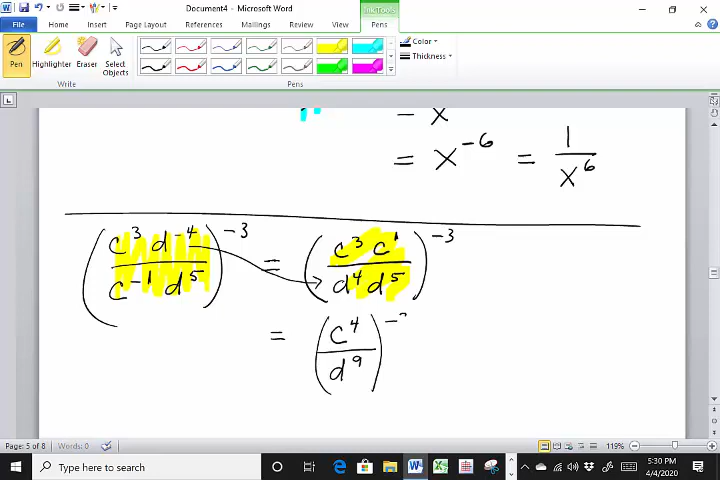 Document4 - Microsoft Word
Ink Tools
File Home Insert Page Layout References Mailings Review View Pens
Pen Highlighter Eraser Select Objects
Color
Thickness
Write Pens
- x
= x^-6 = 1/x^6
(c^3 d^-4 / c^-1 d^5)^-3 = (c^3 c^1 / d^4 d^5)^-3
= (c^4 / d^9)^-
Page: 5 of 8 Words: 0 119%
Type here to search
5:30 PM
4/4/2020